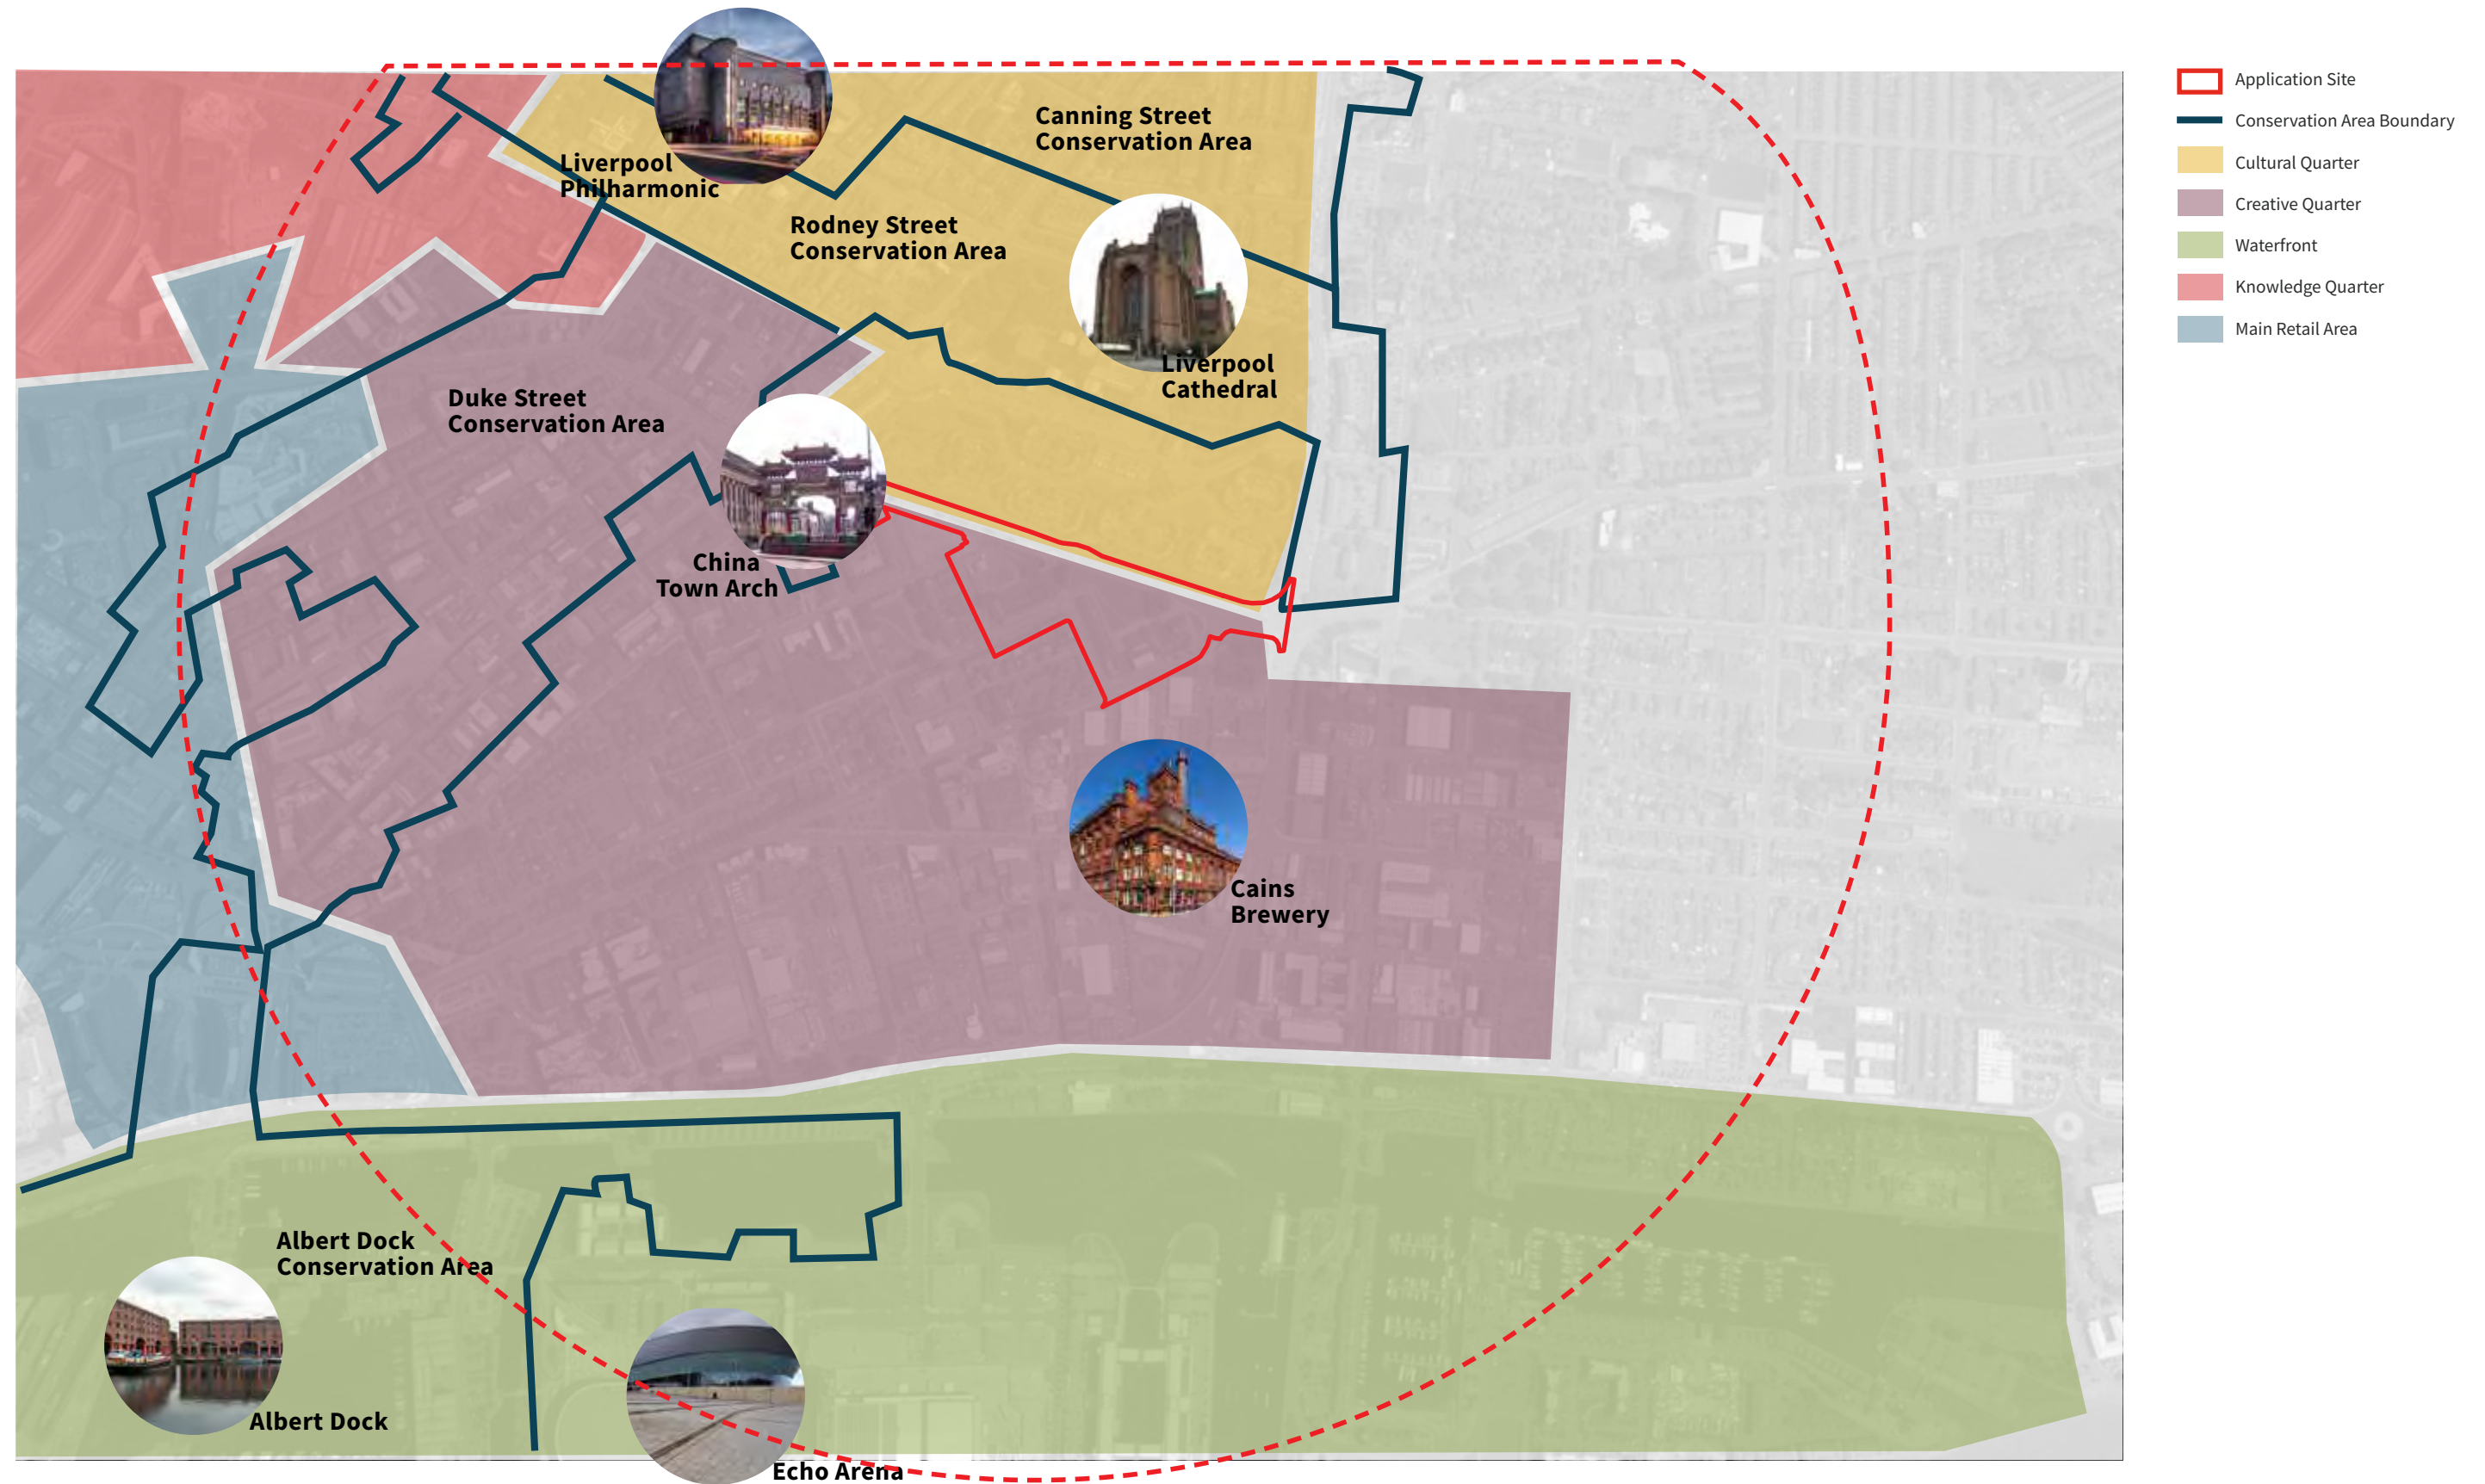 Canning Street
Conservation Area
Liverpool
Philharmonic
Rodney Street
Conservation Area
Liverpool
Cathedral
Duke Street
Conservation Area
China
Town Arch
Cains
Brewery
Albert Dock
Conservation Area
Albert Dock
Echo Arena
Application Site
Conservation Area Boundary
Cultural Quarter
Creative Quarter
Waterfront
Knowledge Quarter
Main Retail Area